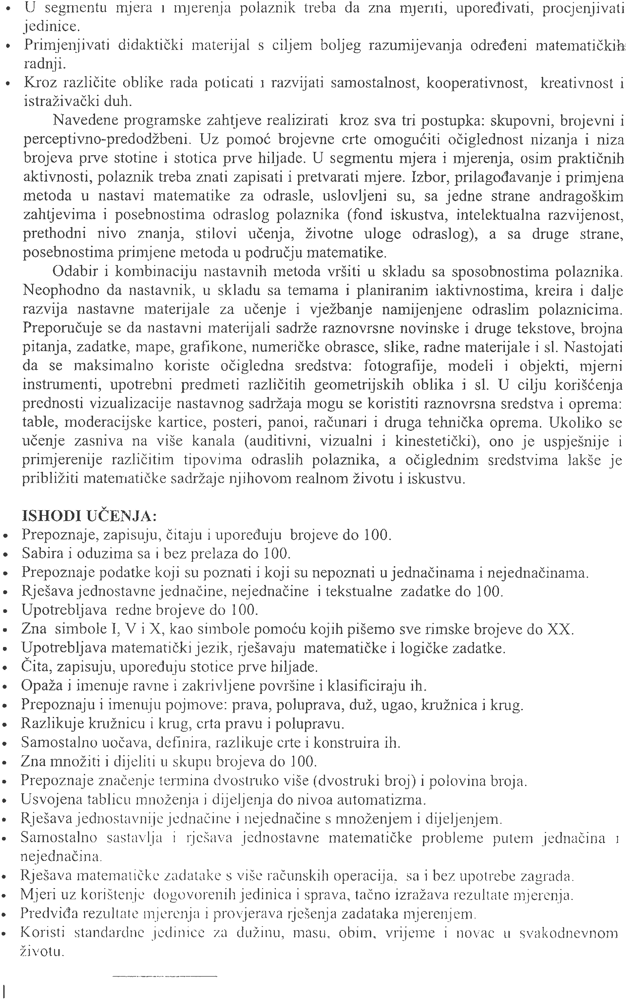 • U segmentu mjera i mjerenja polaznik treba da zna mjeriti, upoređivati, procjenjivati
jedinice.
• Primjenjivati didaktički materijal s ciljem boljeg razumijevanja određeni matematičkih
radnji.
• Kroz različite oblike rada poticati i razvijati samostalnost, kooperativnost, kreativnost i
istraživački duh.
Navedene programske zahtjeve realizirati kroz sva tri postupka: skupovni, brojevni i
perceptivno-predodžbeni. Uz pomoć brojevne crte omogućiti očiglednost nizanja i niza
brojeva prve stotine i stotica prve hiljade. U segmentu mjera i mjerenja, osim praktičnih
aktivnosti, polaznik treba znati zapisati i pretvarati mjere. Izbor, prilagođavanje i primjena
metoda u nastavi matematike za odrasle, uslovljeni su, sa jedne strane andragoškim
zahtjevima i posebnostima odraslog polaznika (fond iskustva, intelektualna razvijenost,
prethodni nivo znanja, stilovi učenja, životne uloge odraslog), a sa druge strane,
posebnostima primjene metoda u području matematike.
Odabir i kombinaciju nastavnih metoda vršiti u skladu sa sposobnostima polaznika.
Neophodno da nastavnik, u skladu sa temama i planiranim iaktivnostima, kreira i dalje
razvija nastavne materijale za učenje i vježbanje namijenjene odraslim polaznicima.
Preporučuje se da nastavni materijali sadrže raznovrsne novinske i druge tekstove, brojna
pitanja, zadatke, mape, grafikone, numeričke obrasce, slike, radne materijale i sl. Nastojati
da se maksimalno koriste očigledna sredstva: fotografije, modeli i objekti, mjerni
instrumenti, upotrebni predmeti različitih geometrijskih oblika i sl. U cilju korišćenja
prednosti vizualizacije nastavnog sadržaja mogu se koristiti raznovrsna sredstva i oprema:
table, moderacijske kartice, posteri, panoi, računari i druga tehnička oprema. Ukoliko se
učenje zasniva na više kanala (auditivni, vizualni i kinestetički), ono je uspješnije i
primjerenije različitim tipovima odraslih polaznika, a očiglednim sredstvima lakše je
približiti matematičke sadržaje njihovom realnom životu i iskustvu.
ISHODI UČENJA:
• Prepoznaje, zapisuju, čitaju i upoređuju brojeve do 100.
• Sabira i oduzima sa i bez prelaza do 100.
• Prepoznaje podatke koji su poznati i koji su nepoznati u jednačinama i nejednačinama.
• Rješava jednostavne jednačine, nejednačine i tekstualne zadatke do 100.
• Upotrebljava redne brojeve do 100.
• Zna simbole I, V i X, kao simbole pomoću kojih pišemo sve rimske brojeve do XX.
• Upotrebljava matematički jezik, rješavaju matematičke i logičke zadatke.
• Čita, zapisuju, upoređuju stotice prve hiljade.
• Opaža i imenuje ravne i zakrivljene površine i klasificiraju ih.
• Prepoznaju i imenuju pojmove: prava, poluprava, duž, ugao, kružnica i krug.
• Razlikuje kružnicu i krug, crta pravu i polupravu.
• Samostalno uočava, definira, razlikuje crte i konstruira ih.
• Zna množiti i dijeliti u skupu brojeva do 100.
• Prepoznaje značenje termina dvostruko više (dvostruki broj) i polovina broja.
• Usvojena tablicu množenja i dijeljenja do nivoa automatizma.
• Rješava jednostavnije jednačine i nejednačine s množenjem i dijeljenjem.
• Samostalno sastavlja i rješava jednostavne matematičke probleme putem jednačina i
nejednačina.
• Rješava matematičke zadatake s više računskih operacija, sa i bez upotrebe zagrada.
• Mjeri uz korištenje dogovorenih jedinica i sprava, tačno izražava rezultate mjerenja.
• Predviđa rezultate mjerenja i provjerava rješenja zadataka mjerenjem.
• Koristi standardne jedinice za dužinu, masu, obim, vrijeme i novac u svakodnevnom
životu.